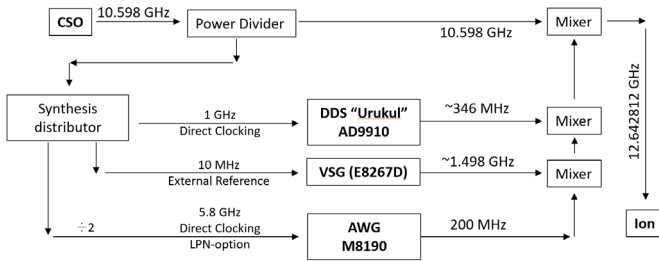 CSO
10.598 GHz
Power Divider
10.598 GHz
Mixer
12.642812 GHz
Synthesis
distributor
1 GHz
Direct Clocking
DDS “Urukul”
AD9910
~346 MHz
Mixer
10 MHz
External Reference
VSG (E8267D)
~1.498 GHz
Mixer
÷2
5.8 GHz
Direct Clocking
LPN-option
AWG
M8190
200 MHz
Ion